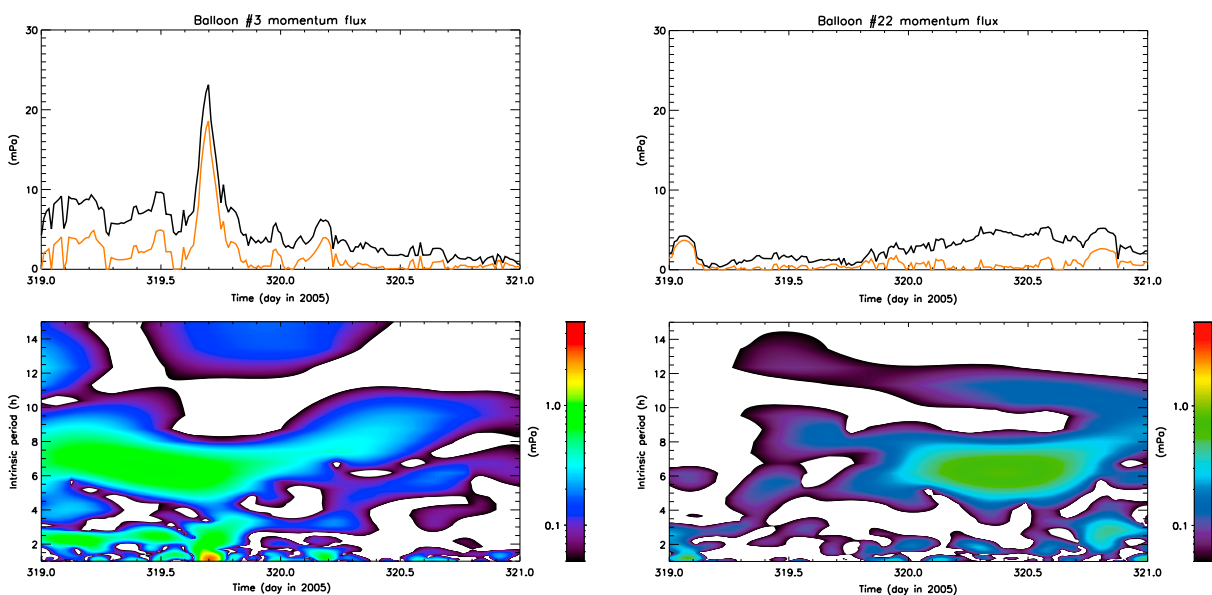 Balloon #3 momentum flux
30
20
10
0
(mPa)
319.0 319.5 320.0 320.5 321.0
Time (day in 2005)
Balloon #22 momentum flux
30
20
10
0
(mPa)
319.0 319.5 320.0 320.5 321.0
Time (day in 2005)
14
12
10
8
6
4
2
Intrinsic period (h)
319.0 319.5 320.0 320.5 321.0
Time (day in 2005)
1.0
0.1
(mPa)
14
12
10
8
6
4
2
Intrinsic period (h)
319.0 319.5 320.0 320.5 321.0
Time (day in 2005)
1.0
0.1
(mPa)